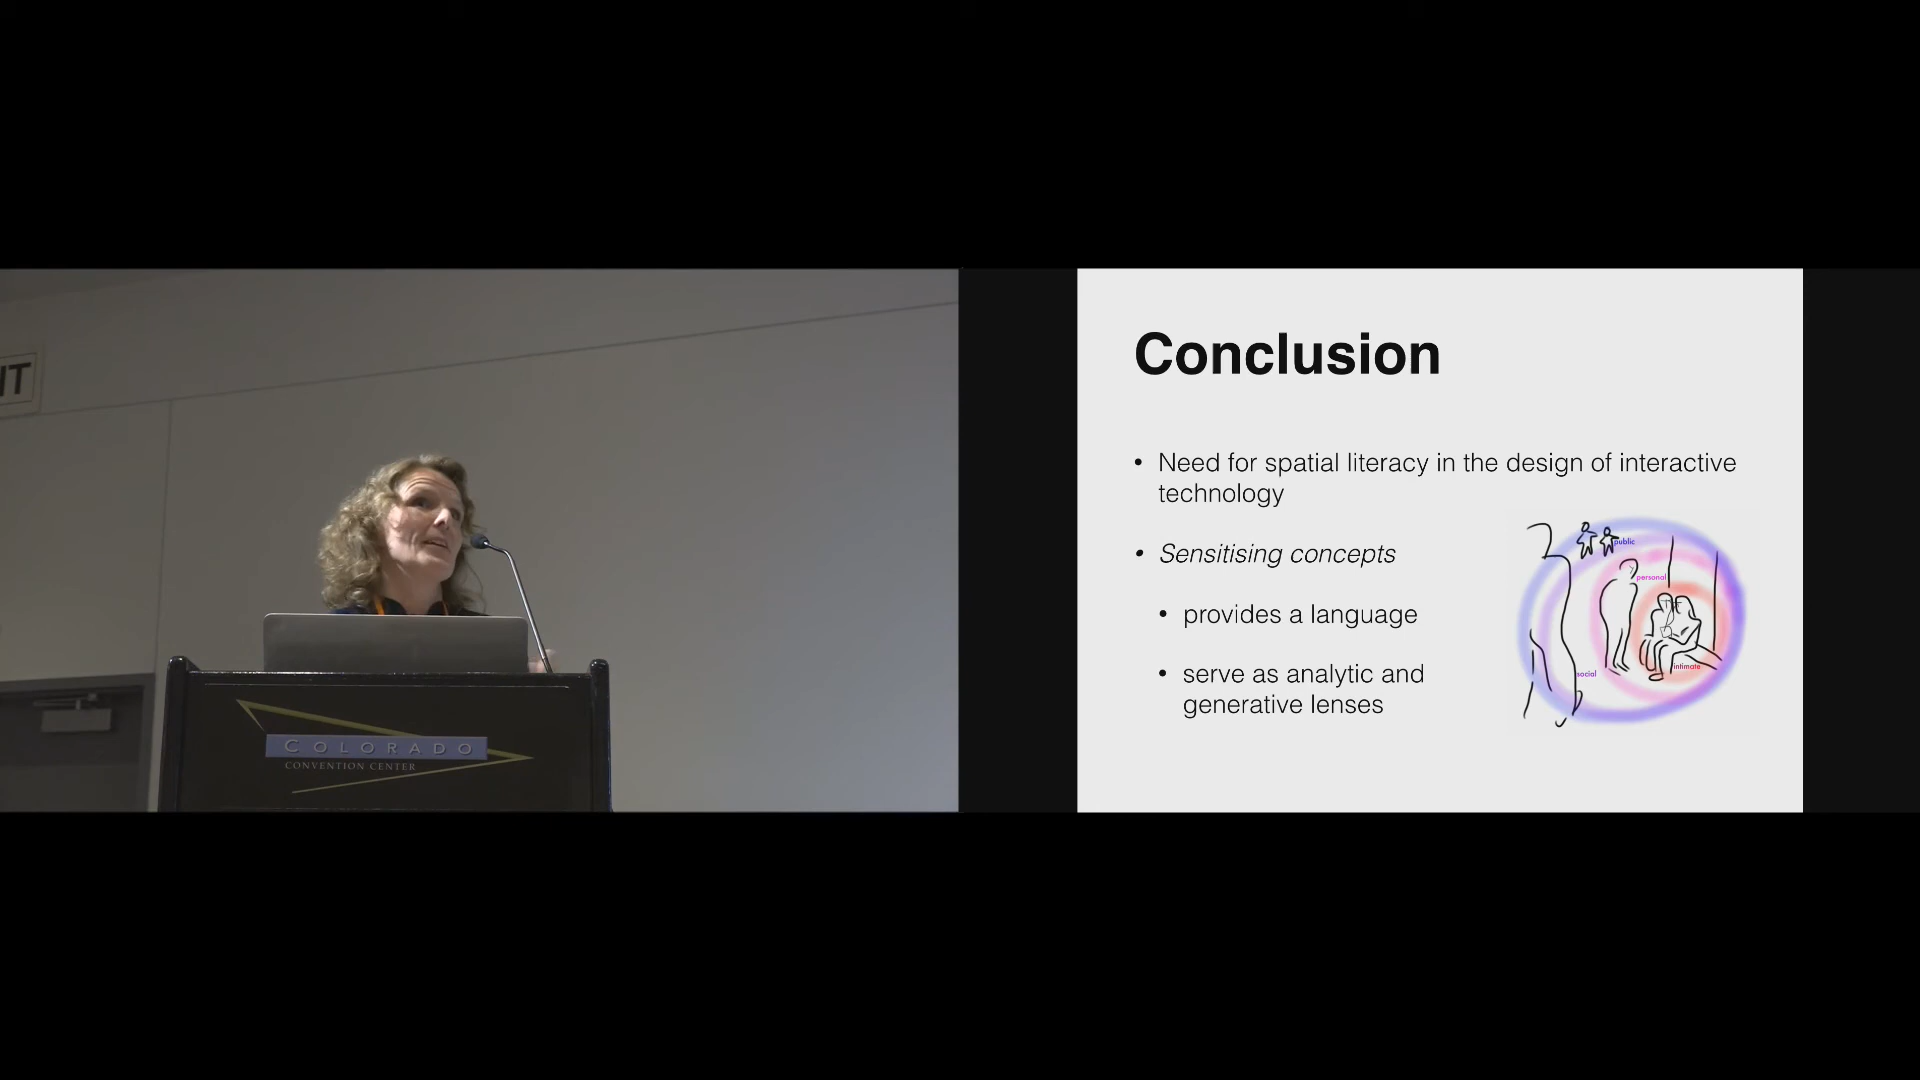 IT
COLORADO
CONVENTION CENTER
Conclusion
• Need for spatial literacy in the design of interactive
technology
• Sensitising concepts
• provides a language
• serve as analytic and
generative lenses
public
personal
intimate
social